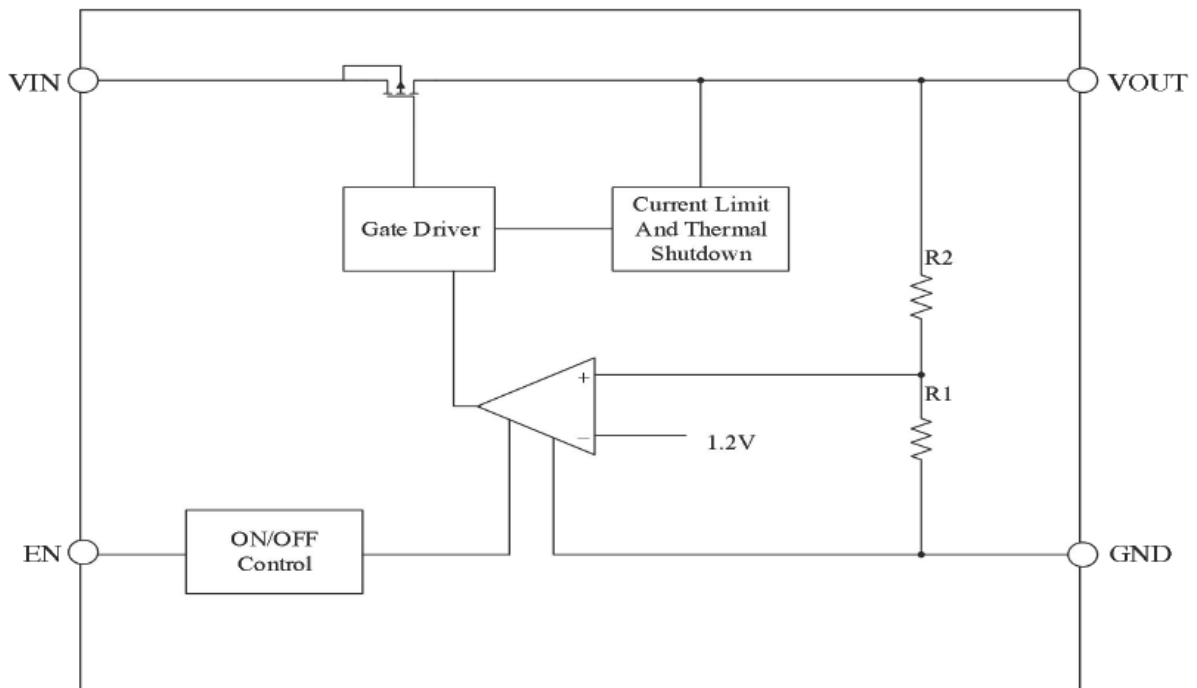 VIN
VOUT
Gate Driver
Current Limit
And Thermal
Shutdown
R2
+
R1
−
1.2V
EN
ON/OFF
Control
GND